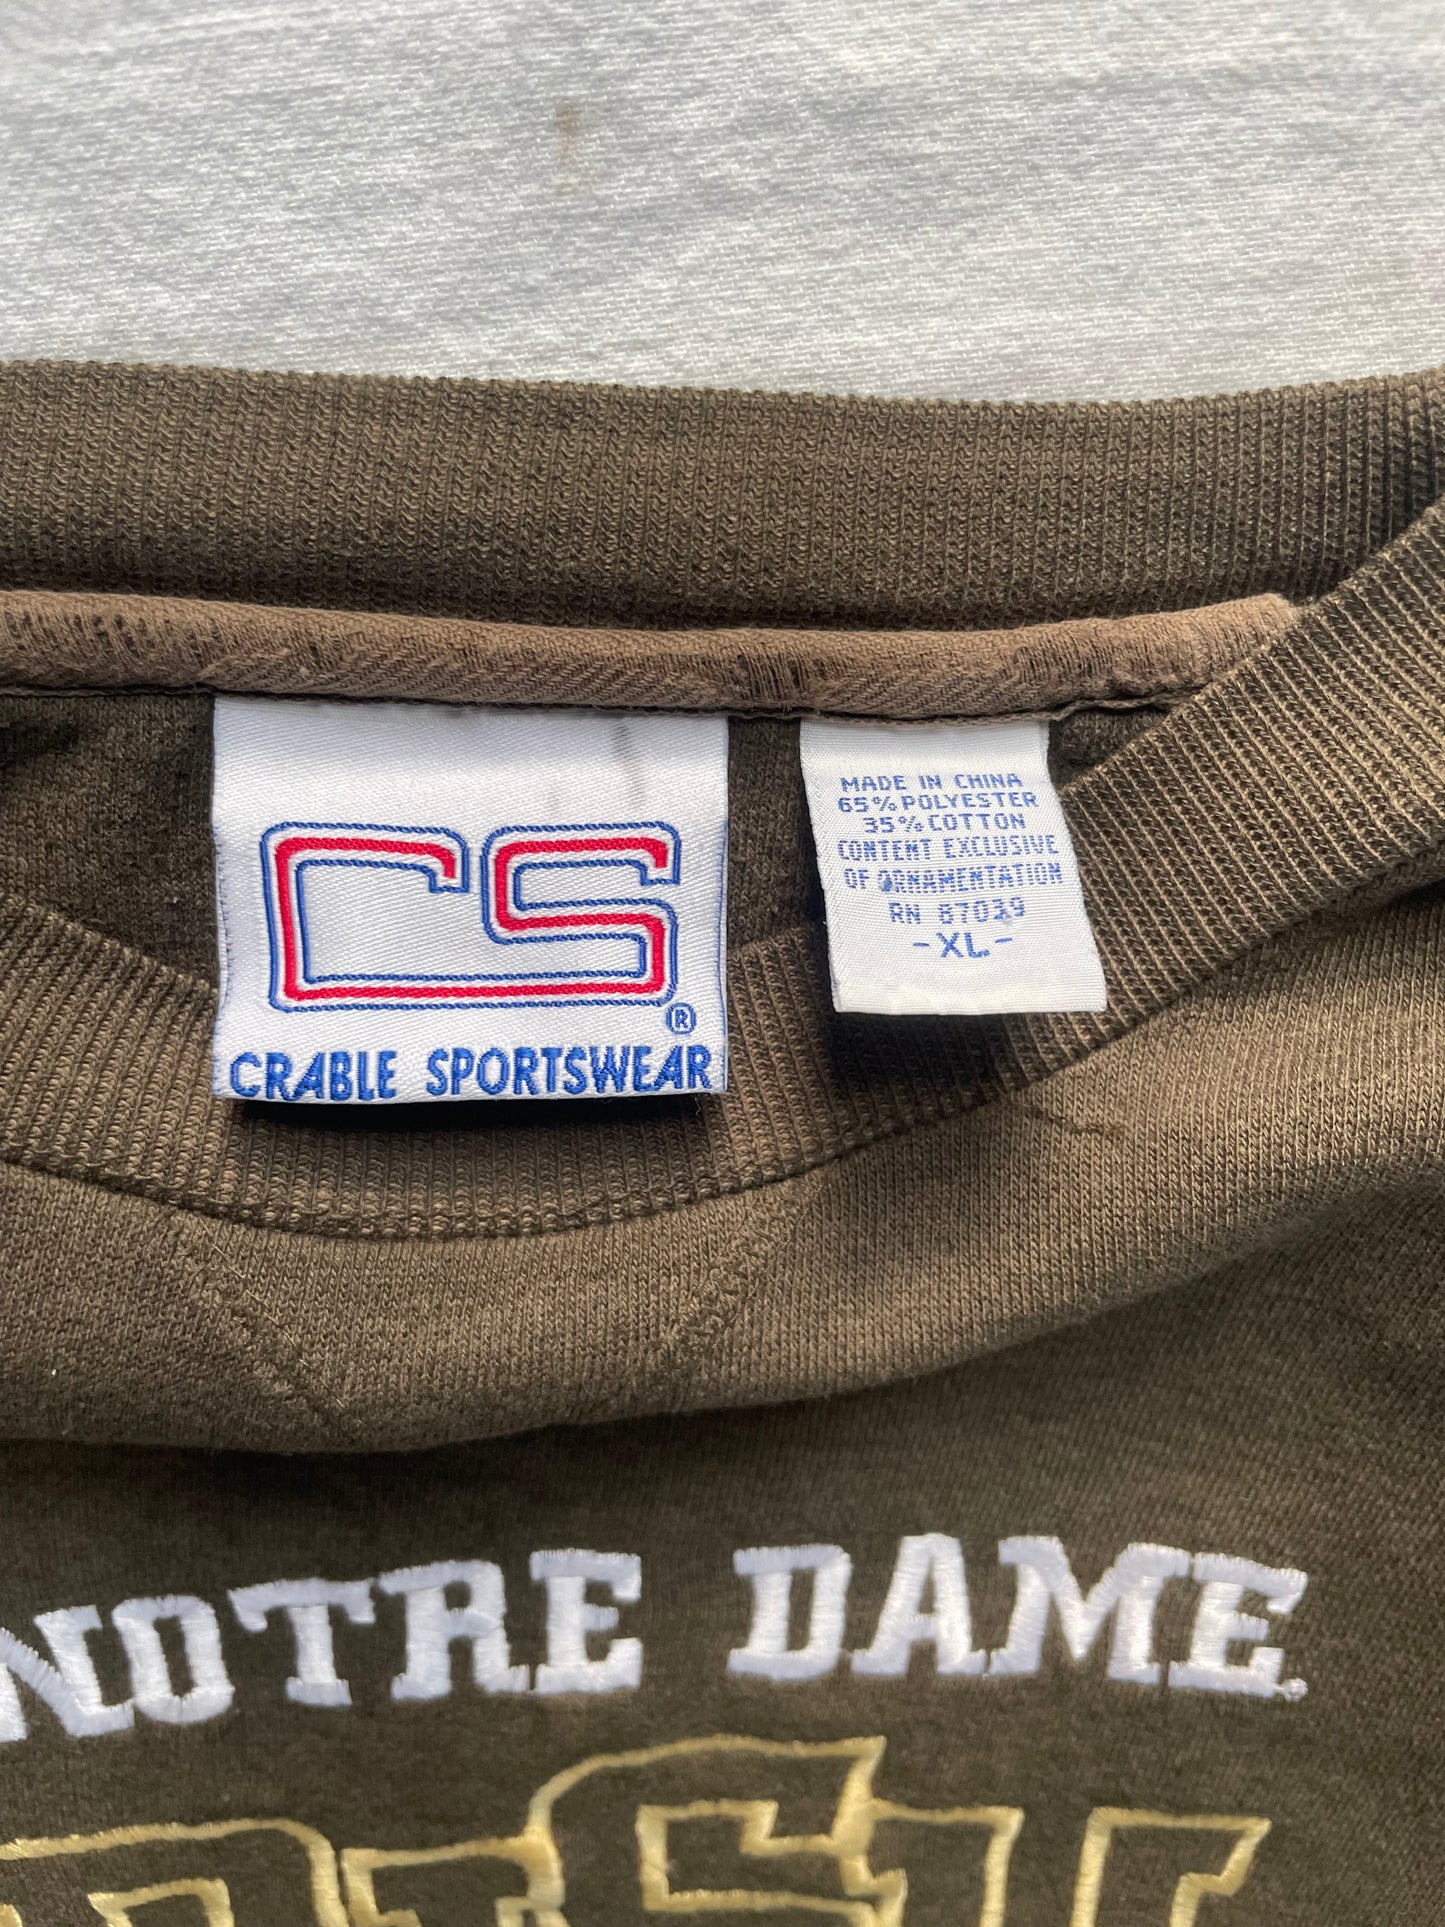 CS®
CRABLE SPORTSWEAR
MADE IN CHINA
65% POLYESTER
35% COTTON
CONTENT EXCLUSIVE
OF ORNAMENTATION
RN 87039
-XL-
NOTRE DAME